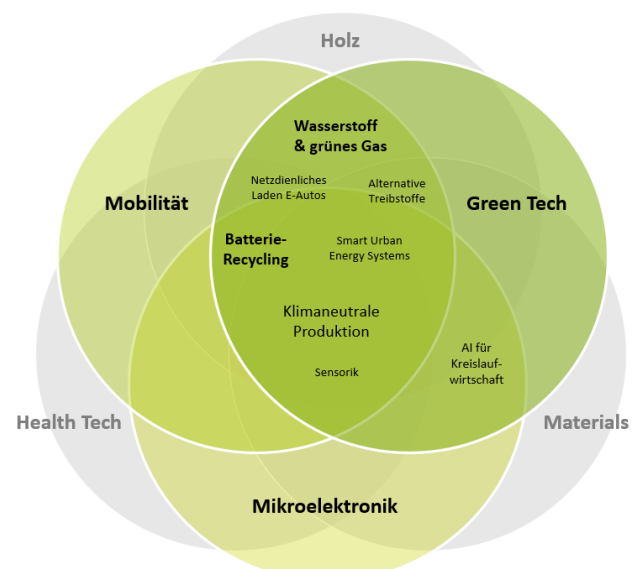 Holz
Wasserstoff
& grünes Gas
Netzdienliches
Laden E-Autos
Alternative
Treibstoffe
Mobilität
Green Tech
Batterie-
Recycling
Smart Urban
Energy Systems
Klimaneutrale
Produktion
AI für
Kreislauf-
wirtschaft
Sensorik
Health Tech
Materials
Mikroelektronik